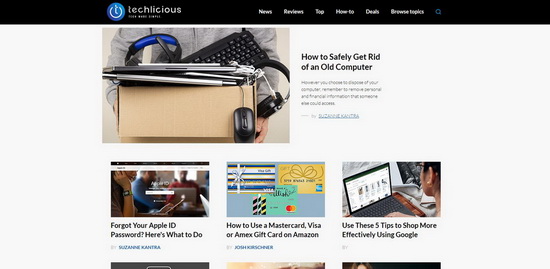 techlicious
TECH MADE SIMPLE
News Reviews Top How-to Deals Browse topics
How to Safely Get Rid
of an Old Computer
However you choose to dispose of your
computer, remember to remove personal
and financial information that someone
else could access.
by SUZANNE KANTRA
Forgot Your Apple ID
Password? Here's What to Do
BY SUZANNE KANTRA
How to Use a Mastercard, Visa
or Amex Gift Card on Amazon
BY JOSH KIRSCHNER
Use These 5 Tips to Shop More
Effectively Using Google
BY